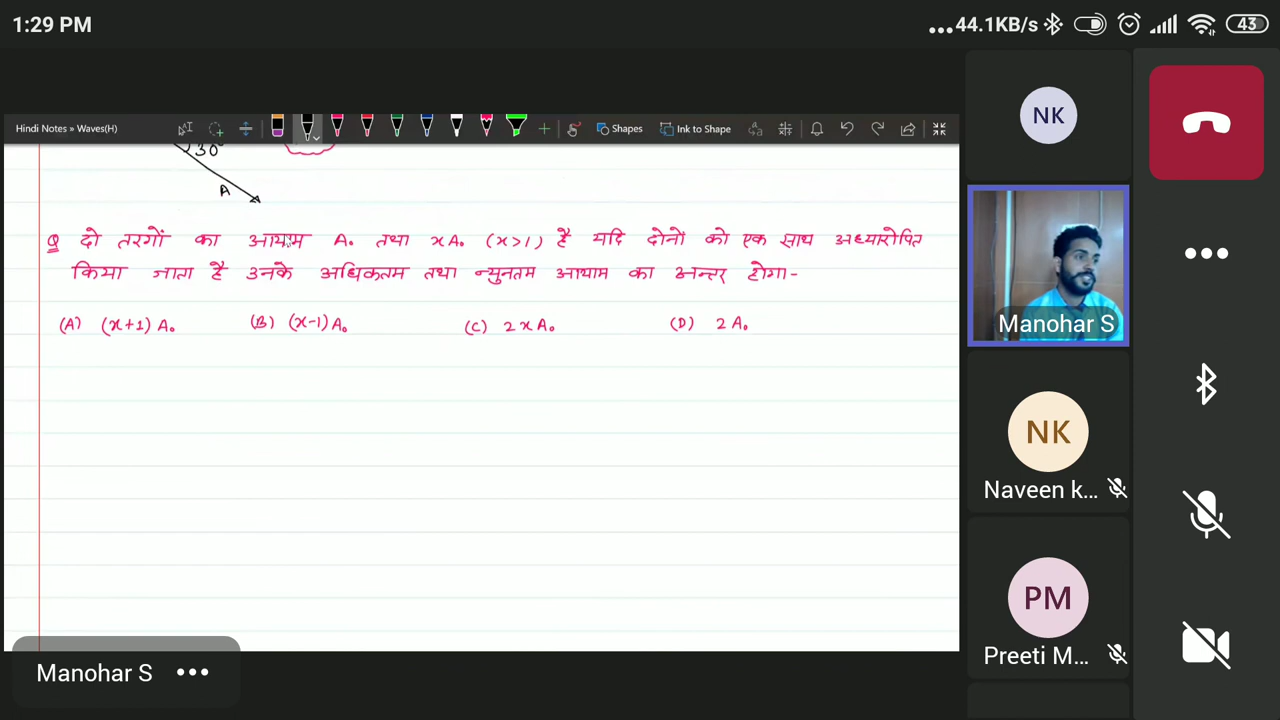 1:29 PM
...44.1KB/s
43
Hindi Notes » Waves(H)
Shapes
Ink to Shape
30°
A
Q दो तरगों का आयाम A₀ तथा xA₀ (x>1) है यदि दोनों को एक साथ अध्यारोपित
किया जाता है उनके अधिकतम तथा न्युनतम आयाम का अन्तर होगा-
(A) (x+1) A₀ (B) (x-1) A₀ (C) 2xA₀ (D) 2A₀
NK
Manohar S
NK
Naveen k...
PM
Preeti M...
Manohar S